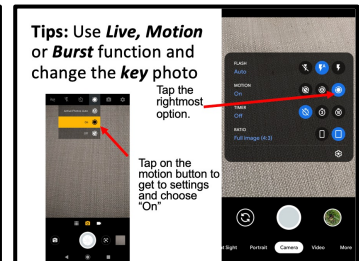 Tips: Use Live, Motion
or Burst function and
change the key photo
Tap the
rightmost
option.
Tap on the
motion button to
get to settings
and choose
"On"
FLASH
Auto
MOTION
On
TIMER
Off
RATIO
Full image (4:3)
Sight Portrait Camera Video More